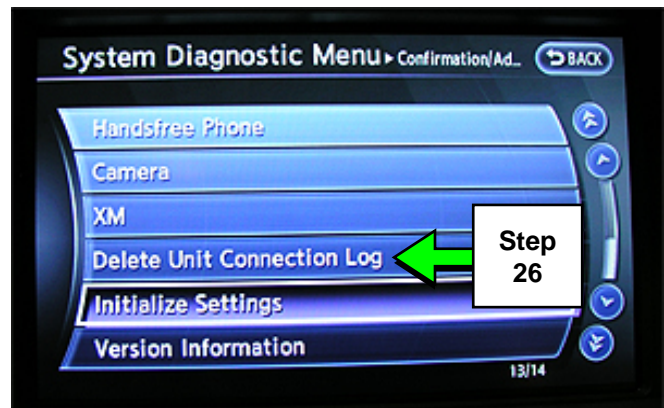 System Diagnostic Menu ▸ Confirmation/Ad… BACK
Handsfree Phone
Camera
XM
Delete Unit Connection Log
Step
26
Initialize Settings
Version Information
13/14